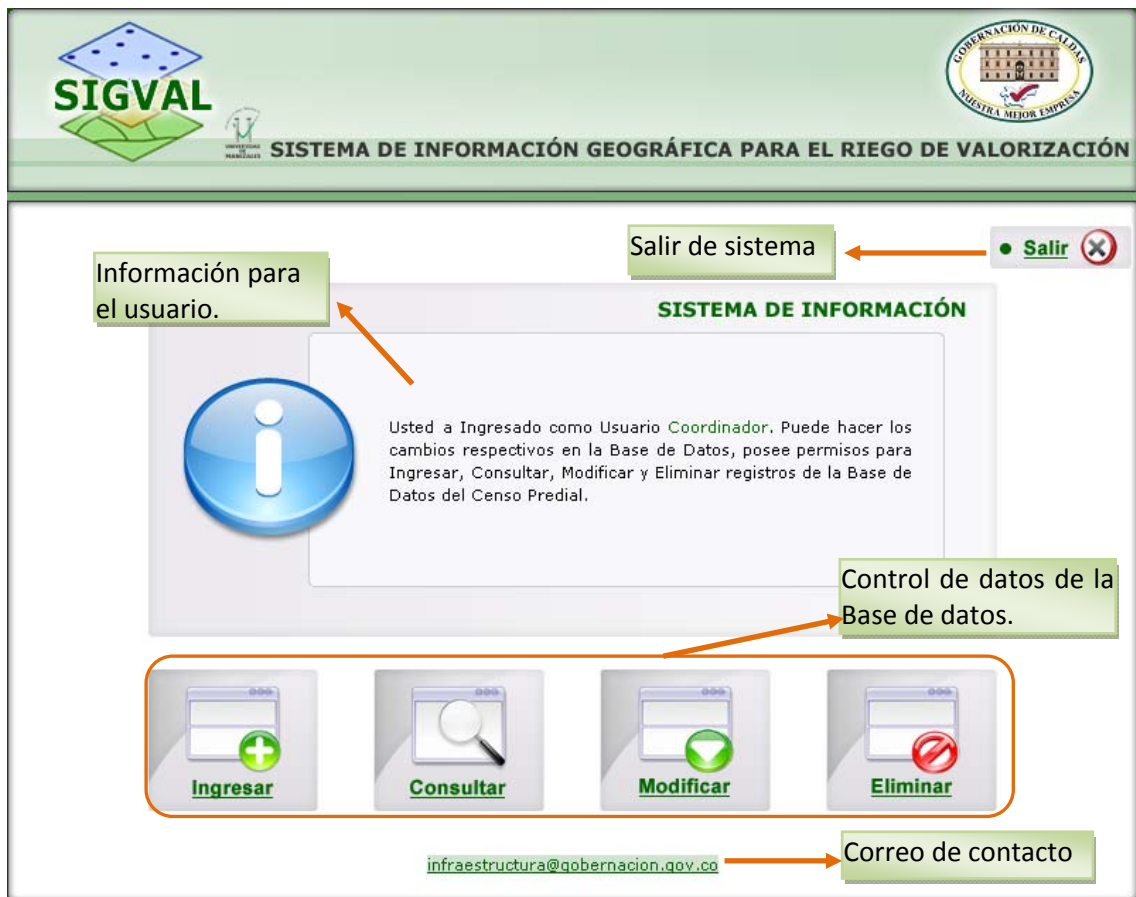 GOBERNACIÓN DE CALDAS
NUESTRA MEJOR EMPRESA
SIGVAL
UNIVERSIDAD
DE
MANIZALES
SISTEMA DE INFORMACIÓN GEOGRÁFICA PARA EL RIEGO DE VALORIZACIÓN
Salir de sistema
• Salir
Información para
el usuario.
SISTEMA DE INFORMACIÓN
Usted a Ingresado como Usuario Coordinador. Puede hacer los
cambios respectivos en la Base de Datos, posee permisos para
Ingresar, Consultar, Modificar y Eliminar registros de la Base de
Datos del Censo Predial.
Control de datos de la
Base de datos.
Ingresar
Consultar
Modificar
Eliminar
infraestructura@gobernacion.gov.co
Correo de contacto